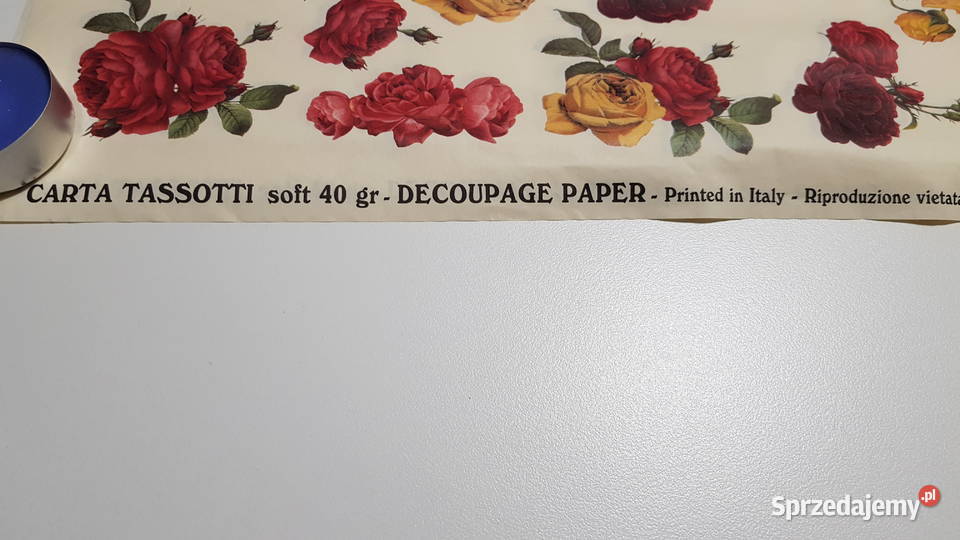 CARTA TASSOTTI soft 40 gr - DECOUPAGE PAPER - Printed in Italy - Riproduzione vietata
Sprzedajemy.pl